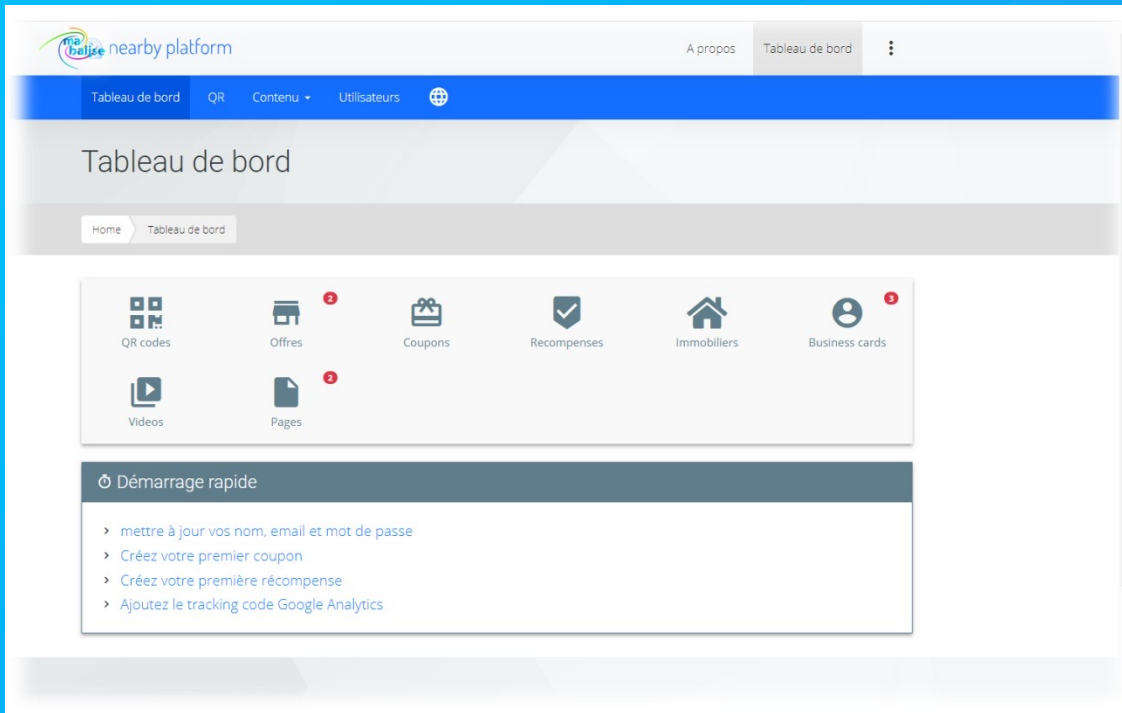 ma balise nearby platform A propos Tableau de bord
Tableau de bord QR Contenu Utilisateurs
Tableau de bord
Home Tableau de bord
2 3
QR codes Offres Coupons Recompenses Immobiliers Business cards
2
Videos Pages
Démarrage rapide
mettre à jour vos nom, email et mot de passe
Créez votre premier coupon
Créez votre première récompense
Ajoutez le tracking code Google Analytics